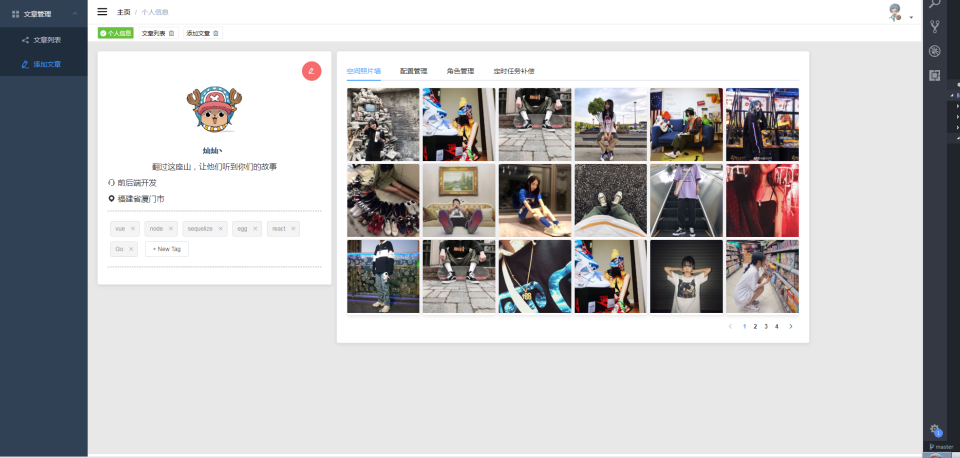 文章管理
主页 / 个人信息
个人信息
文章列表
添加文章
文章列表
添加文章
灿灿丶
翻过这座山，让他们听到你们的故事
前后端开发
福建省厦门市
vue
node
sequelize
egg
react
Go
+ New Tag
空间照片墙
配置管理
角色管理
定时任务补偿
1 2 3 4
master